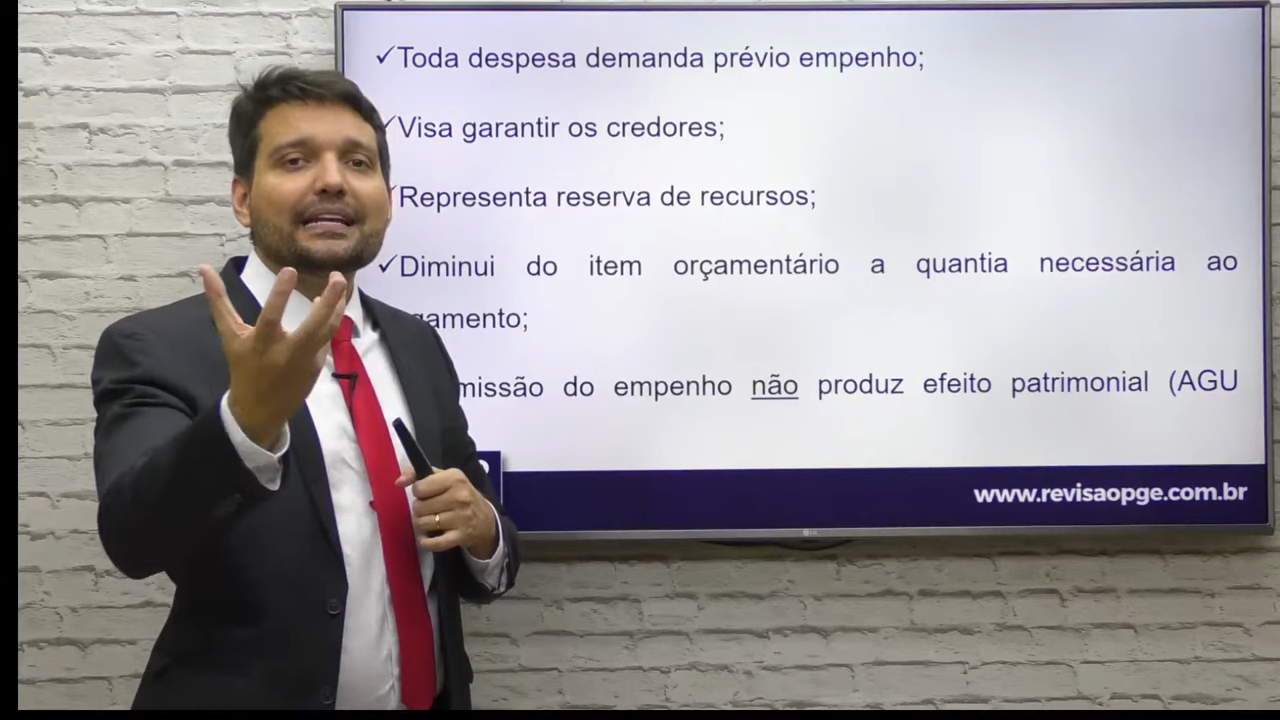 ✓Toda despesa demanda prévio empenho;
✓Visa garantir os credores;
Representa reserva de recursos;
✓Diminui do item orçamentário a quantia necessária ao
gamento;
missão do empenho não produz efeito patrimonial (AGU
www.revisaopge.com.br
LG